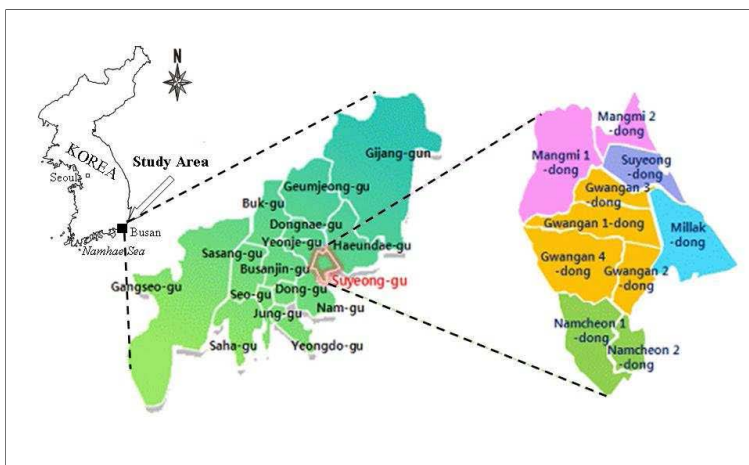 N
KOREA
Seoul
Study Area
Busan
Namhae Sea
Gijang-gun
Geumjeong-gu
Buk-gu
Dongnae-gu
Yeonje-gu
Haeundae-gu
Sasang-gu
Busanjin-gu
Suyeong-gu
Gangseo-gu
Dong-gu
Seo-gu
Nam-gu
Jung-gu
Saha-gu
Yeongdo-gu
Mangmi 2
-dong
Mangmi 1
-dong
Suyeong
-dong
Gwangan 3
-dong
Gwangan 1-dong
Millak
-dong
Gwangan 4
-dong
Gwangan 2
-dong
Namcheon 1
-dong
Namcheon 2
-dong